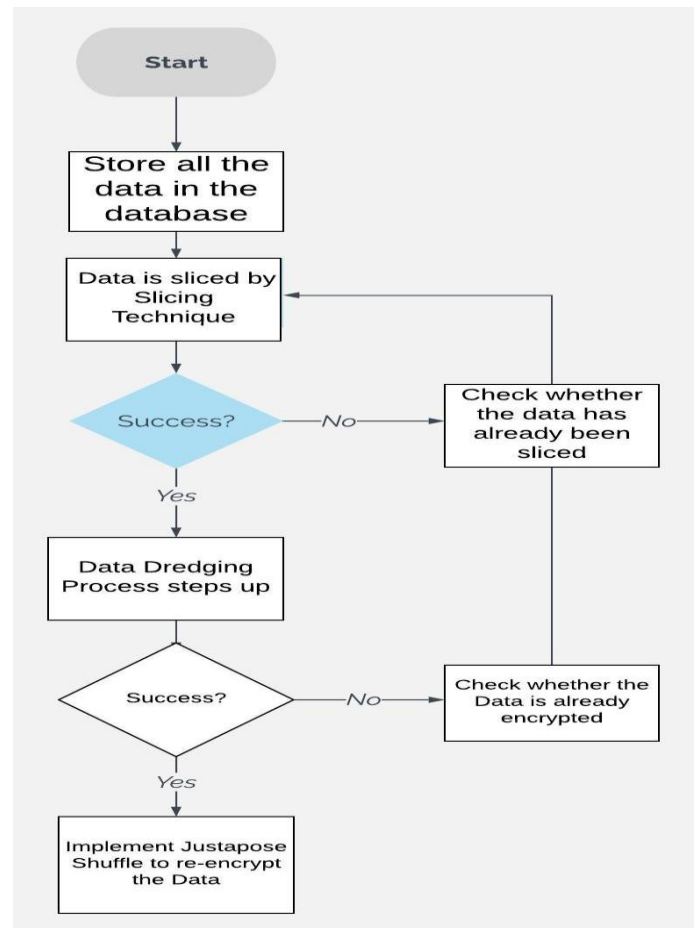 Start
Store all the
data in the
database
Data is sliced by
Slicing
Technique
Success?
No
Check whether
the data has
already been
sliced
Yes
Data Dredging
Process steps up
Success?
No
Check whether the
Data is already
encrypted
Yes
Implement Justapose
Shuffle to re-encrypt
the Data